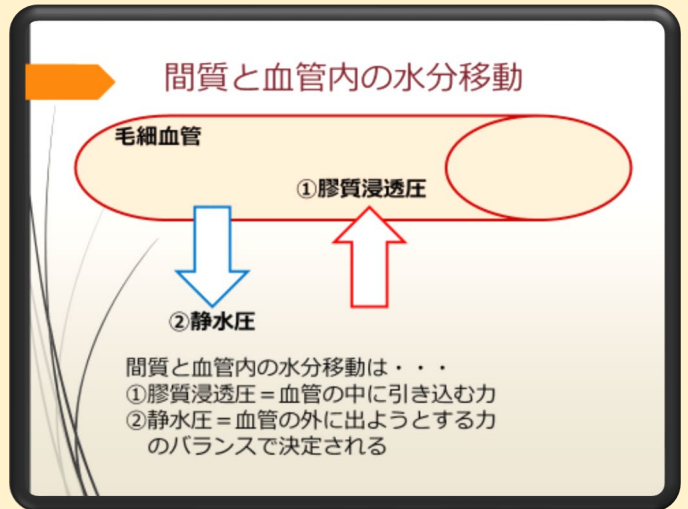 間質と血管内の水分移動
毛細血管
①膠質浸透圧
②静水圧
間質と血管内の水分移動は・・・
①膠質浸透圧＝血管の中に引き込む力
②静水圧＝血管の外に出ようとする力
のバランスで決定される